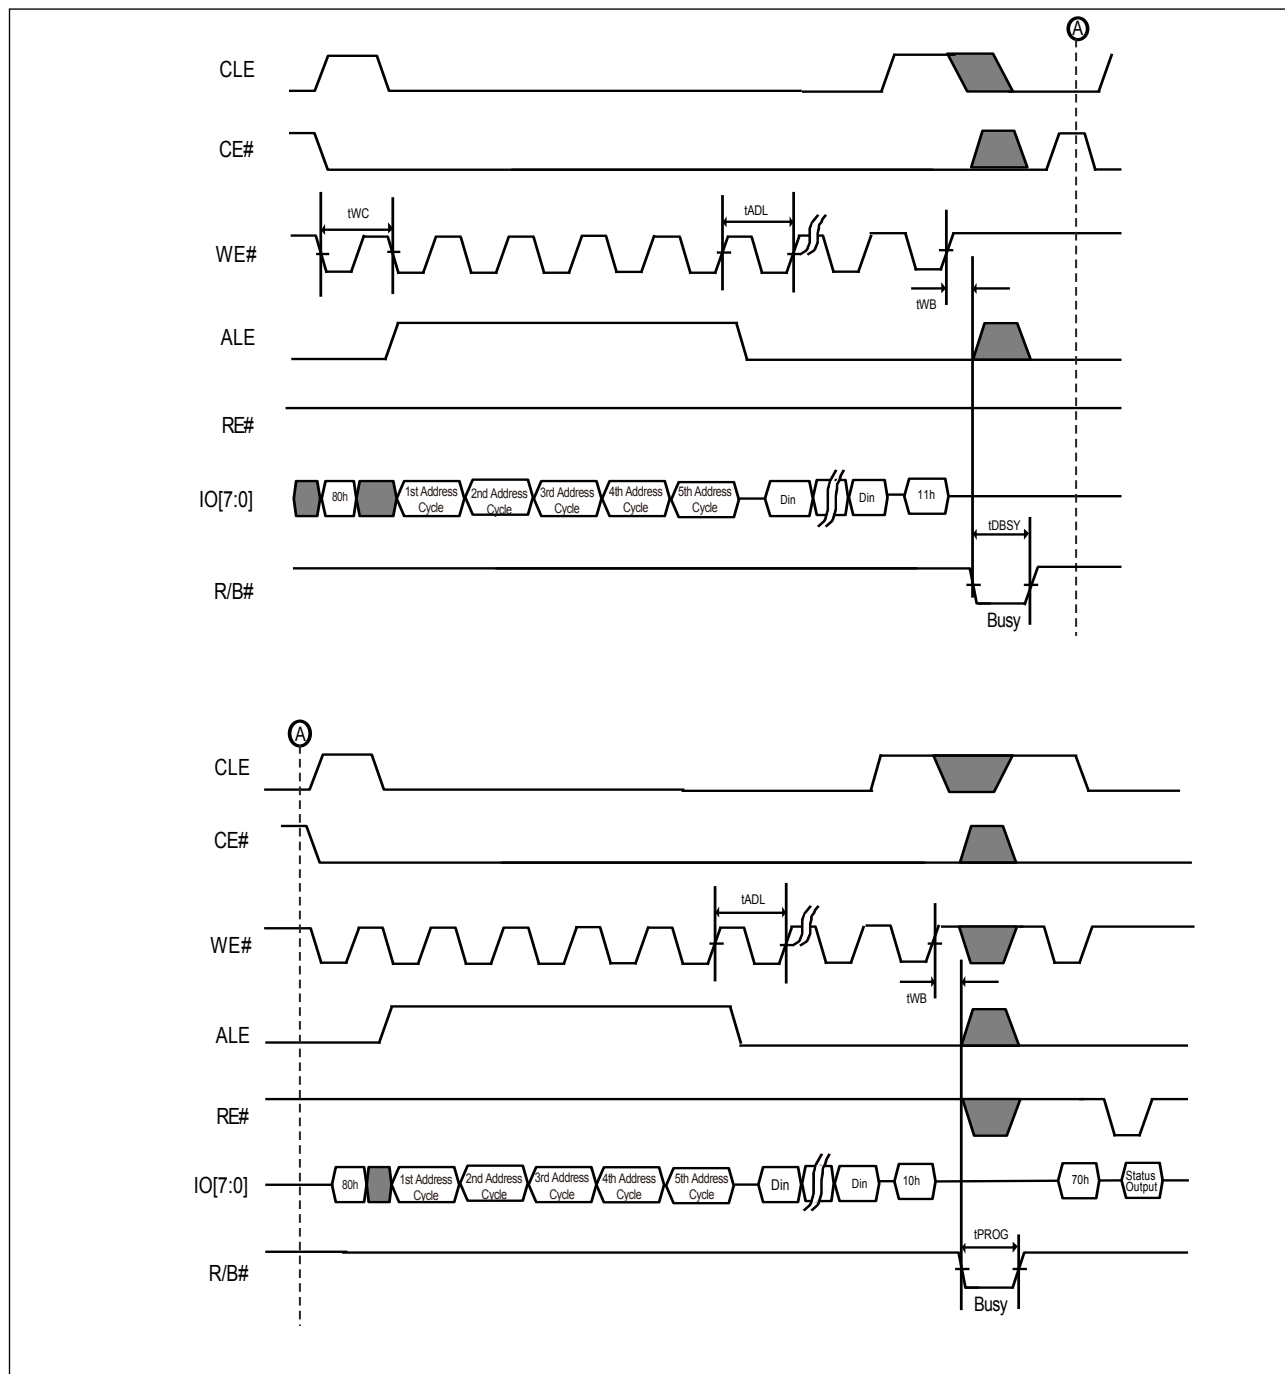 A
CLE
CE#
tWC
tADL
WE#
tWB
ALE
RE#
IO[7:0]
80h
1st Address
Cycle
2nd Address
Cycle
3rd Address
Cycle
4th Address
Cycle
5th Address
Cycle
Din
Din
11h
tDBSY
R/B#
Busy
A
CLE
CE#
tADL
WE#
tWB
ALE
RE#
IO[7:0]
80h
1st Address
Cycle
2nd Address
Cycle
3rd Address
Cycle
4th Address
Cycle
5th Address
Cycle
Din
Din
10h
70h
Status
Output
tPROG
R/B#
Busy